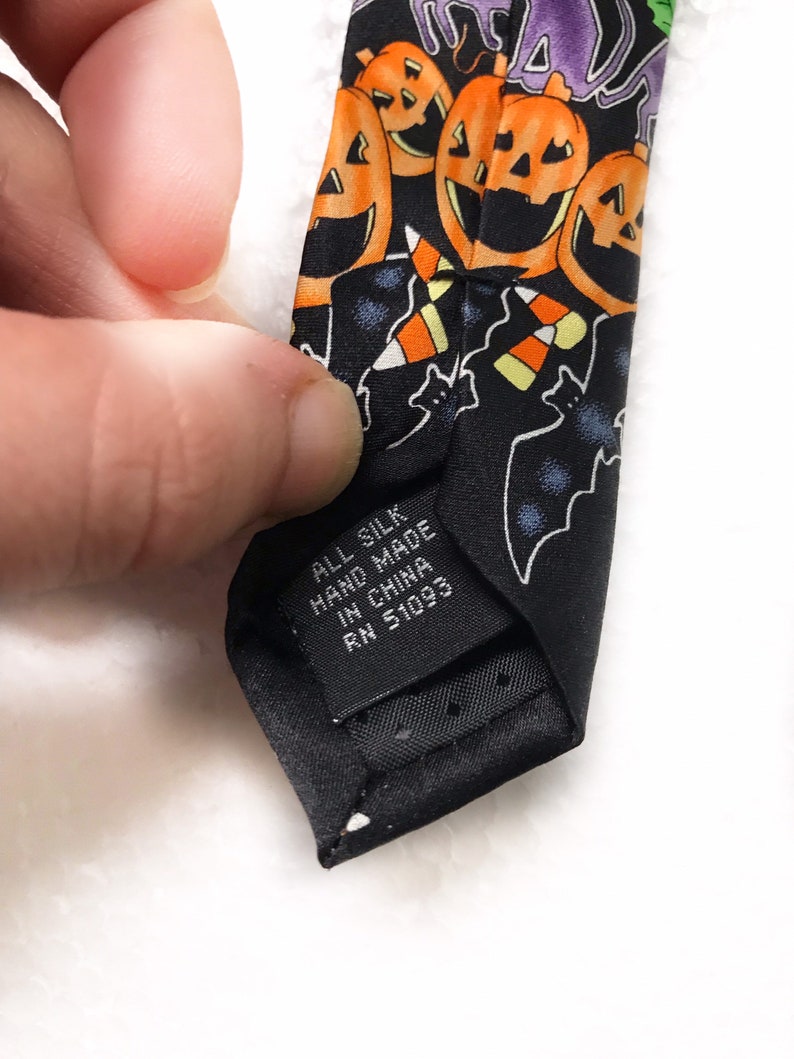 ALL SILK
HAND MADE
IN CHINA
RN 51093